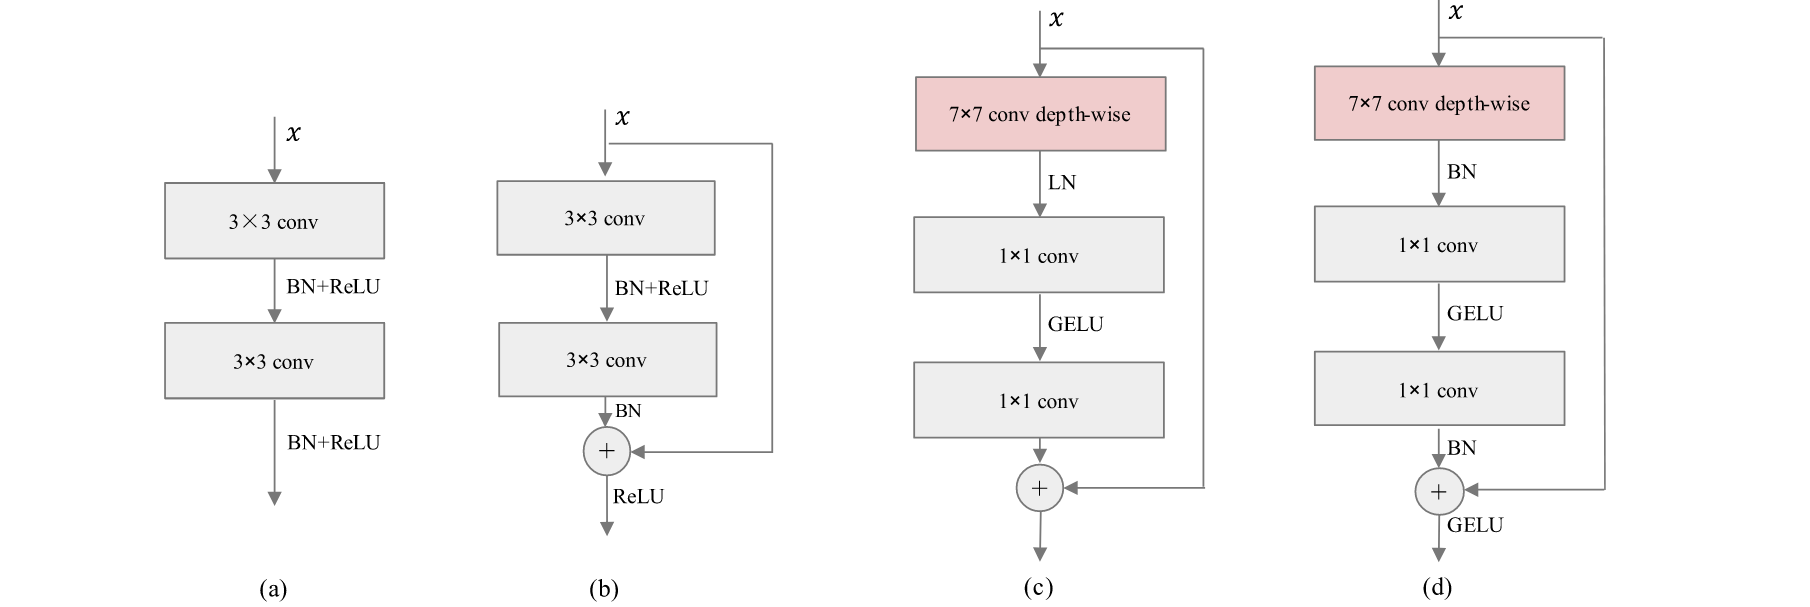 x
3×3 conv
BN+ReLU
3×3 conv
BN+ReLU
(a)
x
3×3 conv
BN+ReLU
3×3 conv
BN
+
ReLU
(b)
x
7×7 conv depth-wise
LN
1×1 conv
GELU
1×1 conv
+
(c)
x
7×7 conv depth-wise
BN
1×1 conv
GELU
1×1 conv
BN
+
GELU
(d)